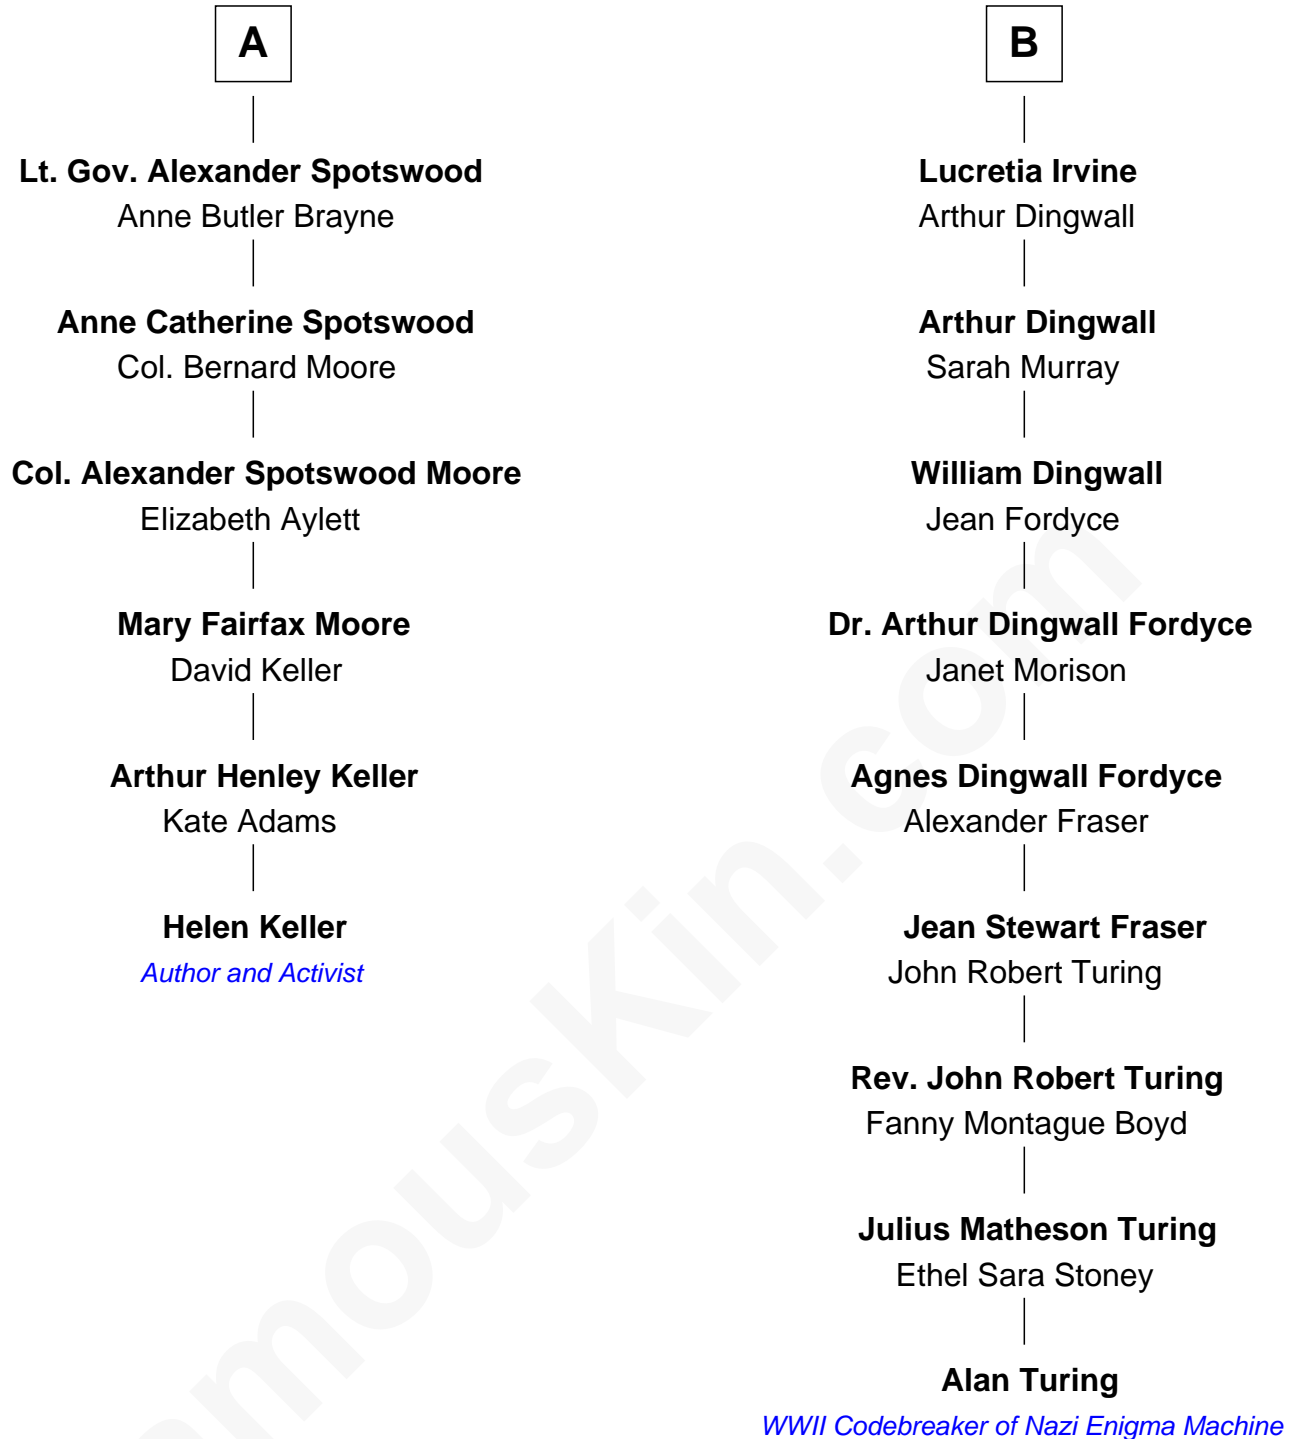 A
Lt. Gov. Alexander Spotswood
Anne Butler Brayne
Anne Catherine Spotswood
Col. Bernard Moore
Col. Alexander Spotswood Moore
Elizabeth Aylett
Mary Fairfax Moore
David Keller
Arthur Henley Keller
Kate Adams
Helen Keller
Author and Activist
B
Lucretia Irvine
Arthur Dingwall
Arthur Dingwall
Sarah Murray
William Dingwall
Jean Fordyce
Dr. Arthur Dingwall Fordyce
Janet Morison
Agnes Dingwall Fordyce
Alexander Fraser
Jean Stewart Fraser
John Robert Turing
Rev. John Robert Turing
Fanny Montague Boyd
Julius Matheson Turing
Ethel Sara Stoney
Alan Turing
WWII Codebreaker of Nazi Enigma Machine
amousKin.com